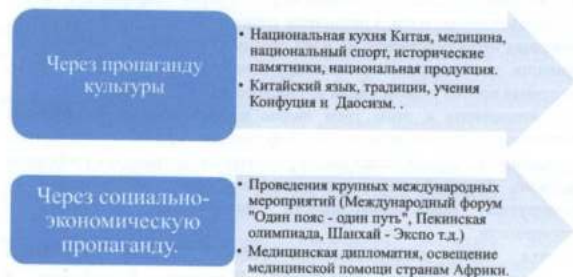 Через пропаганду
культуры
• Национальная кухня Китая, медицина,
национальный спорт, исторические
памятники, национальная продукция.
• Китайский язык, традиции, учения
Конфуция и Даосизм. .
Через социально-
экономическую
пропаганду.
• Проведения крупных международных
мероприятий (Международный форум
"Один пояс - один путь", Пекинская
олимпиада, Шанхай - Экспо т.д.)
• Медицинская дипломатия, освещение
медицинской помощи странам Африки.